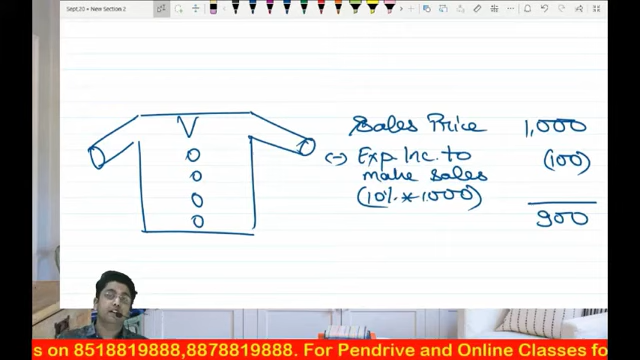 Sept 20 • New Section 2
V
Sales Price 1,000
(-) Exp. Inc. to (100)
make sales
(10% * 1000)
900
s on 8518819888,8878819888. For Pendrive and Online Classes fo